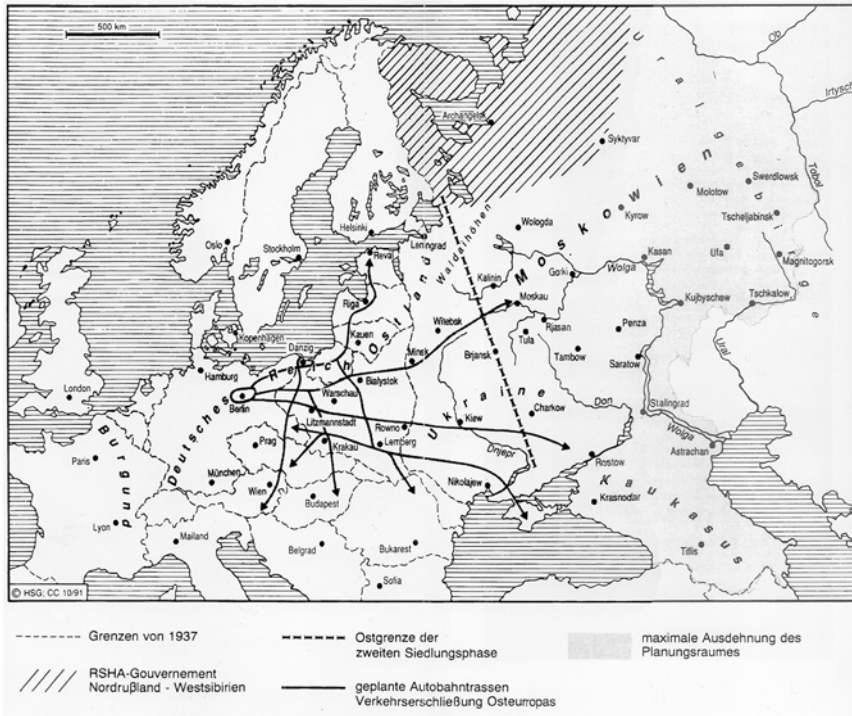 500 km
Ob
Irtysch
Tobol
Uralgebirge
Archangelsk
Syktyvar
Moskowien
Swerdlowsk
Molotow
Kyrow
Tscheljabinsk
Wologda
Helsinki
Leningrad
Oslo
Stockholm
Reval
Waldaihöhen
Kasan
Ufa
Magnitogorsk
Kalinin
Gorki
Wolga
Moskau
Kujbyschew
Tschkalow
Riga
Ostland
Witebsk
Rjasan
Pensa
Kopenhagen
Kauen
Tula
Danzig
Minsk
Tambow
Ural
Brjansk
Saratow
Hamburg
Deutsches Reich
Bialystok
London
Berlin
Warschau
Ukraine
Don
Litzmannstadt
Charkow
Stalingrad
Rowno
Kiew
Prag
Lemberg
Wolga
Burgund
Paris
Krakau
Dnjepr
Astrachan
München
Rostow
Wien
Nikolajew
Budapest
Krasnodar
Kaukasus
Lyon
Mailand
Belgrad
Bukarest
Tiflis
Sofia
© HSG; CC 10/91
Grenzen von 1937
Ostgrenze der
zweiten Siedlungsphase
maximale Ausdehnung des
Planungsraumes
RSHA-Gouvernement
Nordrußland - Westsibirien
geplante Autobahntrassen
Verkehrserschließung Osteuropas